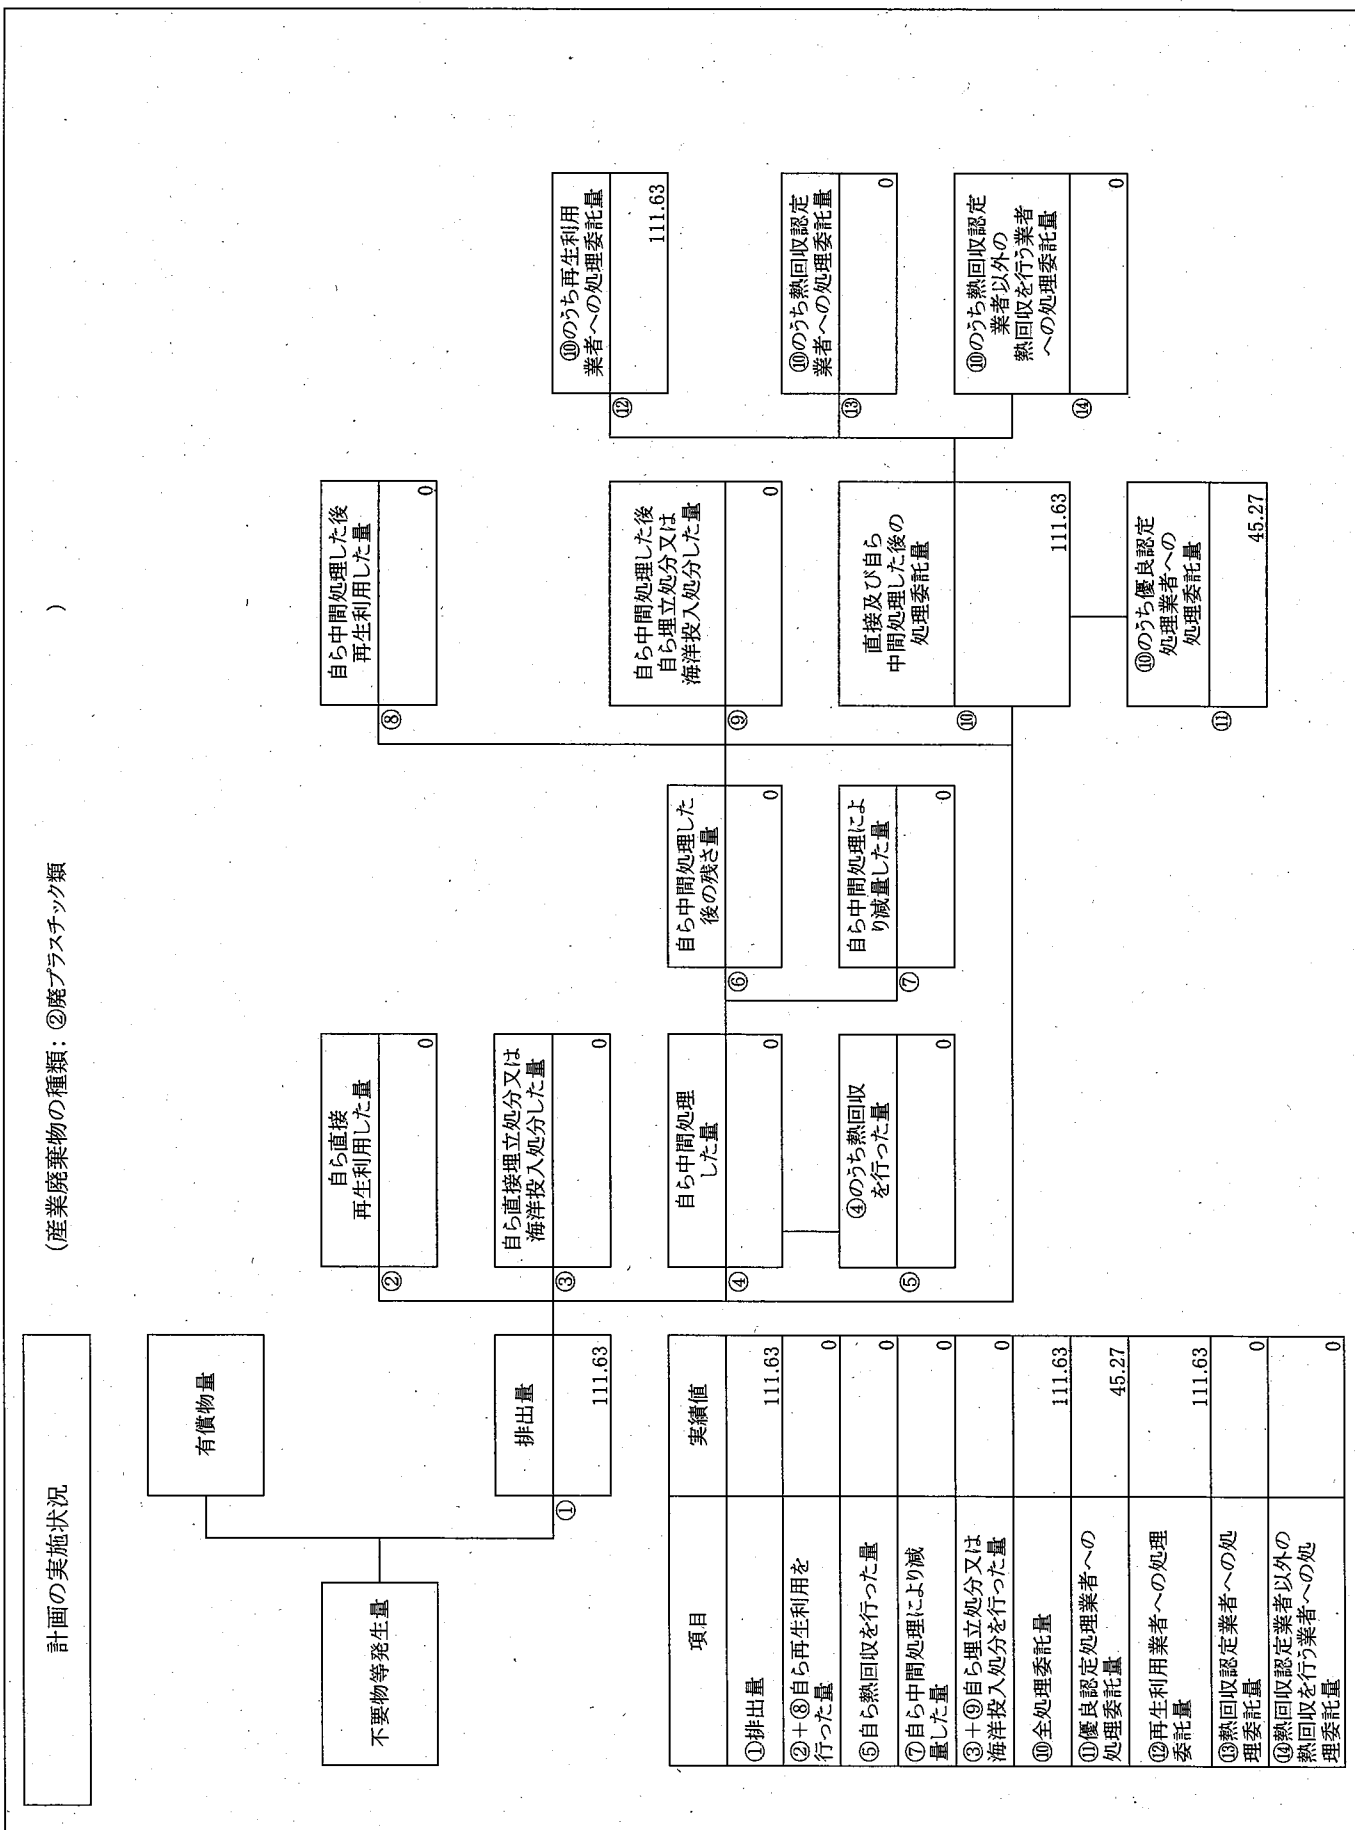 計画の実施状況
(産業廃棄物の種類：②廃プラスチック類 )
不要物等発生量
有償物量
排出量
①
111.63
自ら直接
再生利用した量
②
0
自ら直接埋立処分又は
海洋投入処分した量
③
0
自ら中間処理
した量
④
0
④のうち熱回収
を行った量
⑤
0
自ら中間処理した
後の残さ量
⑥
0
自ら中間処理によ
り減量した量
⑦
0
自ら中間処理した後
再生利用した量
⑧
0
自ら中間処理した後
自ら埋立処分又は
海洋投入処分した量
⑨
0
直接及び自ら
中間処理した後の
処理委託量
⑩
111.63
⑩のうち優良認定
処理業者への
処理委託量
⑪
45.27
⑩のうち再生利用
業者への処理委託量
⑫
111.63
⑩のうち熱回収認定
業者への処理委託量
⑬
0
⑩のうち熱回収認定
業者以外の
熱回収を行う業者
への処理委託量
⑭
0
項目 実績値
①排出量 111.63
②+⑧自ら再生利用を
行った量 0
⑤自ら熱回収を行った量 0
⑦自ら中間処理により減
量した量 0
③+⑨自ら埋立処分又は
海洋投入処分を行った量 0
⑩全処理委託量 111.63
⑪優良認定処理業者への
処理委託量 45.27
⑫再生利用業者への処理
委託量 111.63
⑬熱回収認定業者への処
理委託量 0
⑭熱回収認定業者以外の
熱回収を行う業者への処
理委託量 0